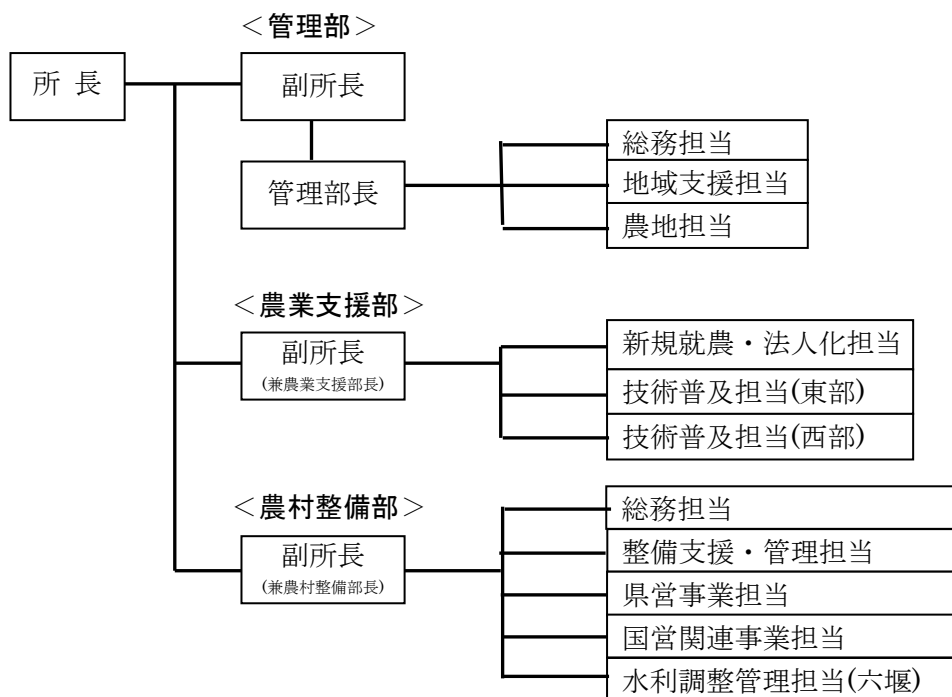 ＜管理部＞
所 長
副所長
管理部長
総務担当
地域支援担当
農地担当
＜農業支援部＞
副所長
(兼農業支援部長)
新規就農・法人化担当
技術普及担当(東部)
技術普及担当(西部)
＜農村整備部＞
副所長
(兼農村整備部長)
総務担当
整備支援・管理担当
県営事業担当
国営関連事業担当
水利調整管理担当(六堰)